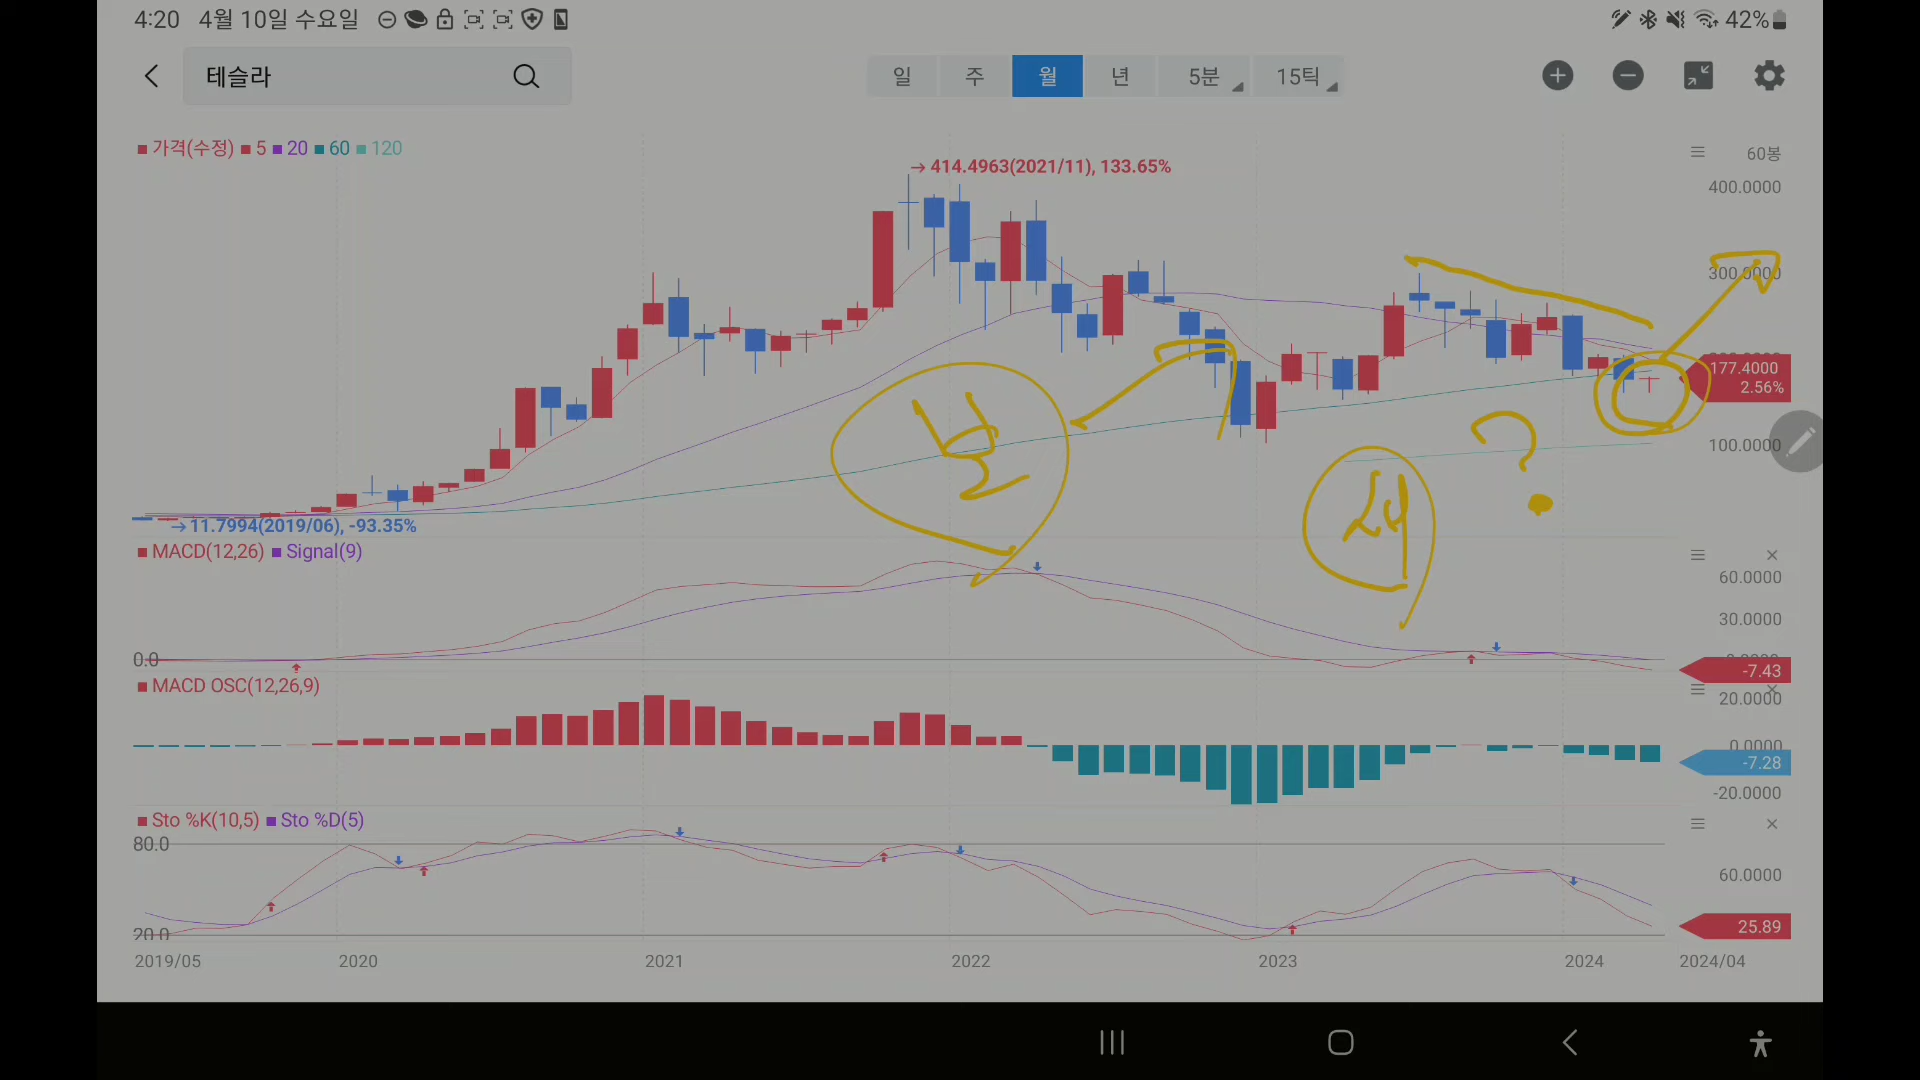 4:20 4월 10일 수요일
42%
테슬라
일 주 월 년 5분 15틱
가격(수정) 5 20 60 120
60봉
→414.4963(2021/11), 133.65%
400.0000
300.0000
177.4000
2.56%
100.0000
?
→11.7994(2019/06), -93.35%
MACD(12,26) Signal(9)
60.0000
30.0000
0.0
-7.43
MACD OSC(12,26,9)
20.0000
0.0000
-7.28
-20.0000
Sto %K(10,5) Sto %D(5)
80.0
60.0000
25.89
20.0
2019/05 2020 2021 2022 2023 2024 2024/04